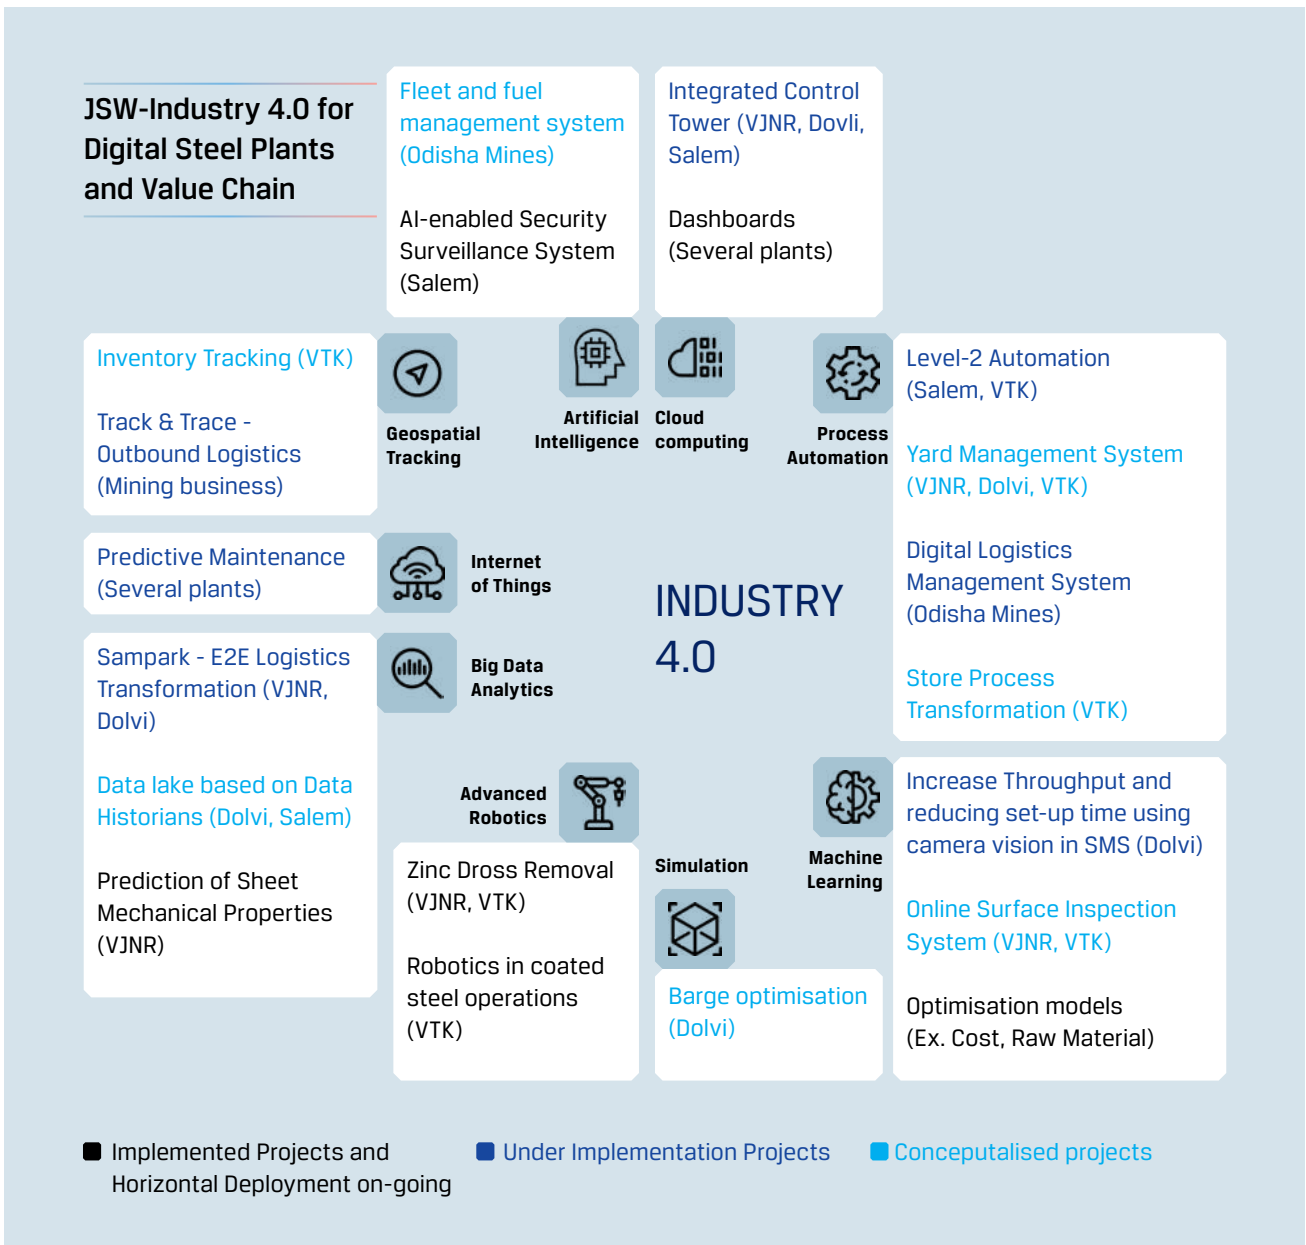 JSW-Industry 4.0 for
Digital Steel Plants
and Value Chain
Fleet and fuel
management system
(Odisha Mines)
AI-enabled Security
Surveillance System
(Salem)
Integrated Control
Tower (VJNR, Dovli,
Salem)
Dashboards
(Several plants)
Inventory Tracking (VTK)
Track & Trace -
Outbound Logistics
(Mining business)
Geospatial
Tracking
Artificial
Intelligence
Cloud
computing
Process
Automation
Level-2 Automation
(Salem, VTK)
Yard Management System
(VJNR, Dolvi, VTK)
Digital Logistics
Management System
(Odisha Mines)
Store Process
Transformation (VTK)
Predictive Maintenance
(Several plants)
Internet
of Things
INDUSTRY
4.0
Sampark - E2E Logistics
Transformation (VJNR,
Dolvi)
Data lake based on Data
Historians (Dolvi, Salem)
Prediction of Sheet
Mechanical Properties
(VJNR)
Big Data
Analytics
Advanced
Robotics
Zinc Dross Removal
(VJNR, VTK)
Robotics in coated
steel operations
(VTK)
Simulation
Barge optimisation
(Dolvi)
Machine
Learning
Increase Throughput and
reducing set-up time using
camera vision in SMS (Dolvi)
Online Surface Inspection
System (VJNR, VTK)
Optimisation models
(Ex. Cost, Raw Material)
Implemented Projects and
Horizontal Deployment on-going
Under Implementation Projects
Conceputalised projects